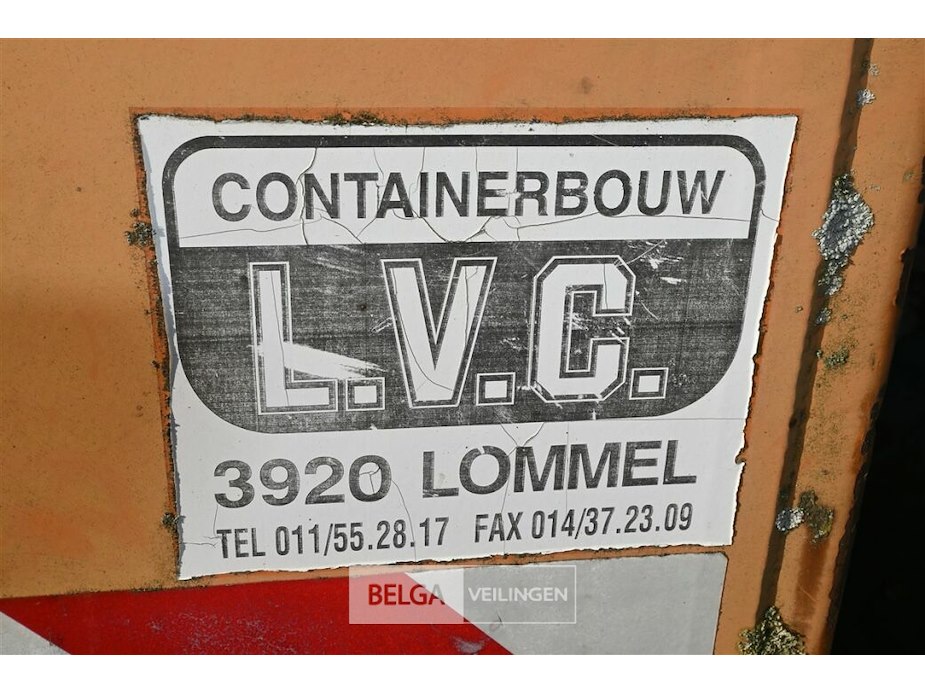 CONTAINERBOUW
L.V.C.
3920 LOMMEL
TEL 011/55.28.17 FAX 014/37.23.09
BELGA VEILINGEN